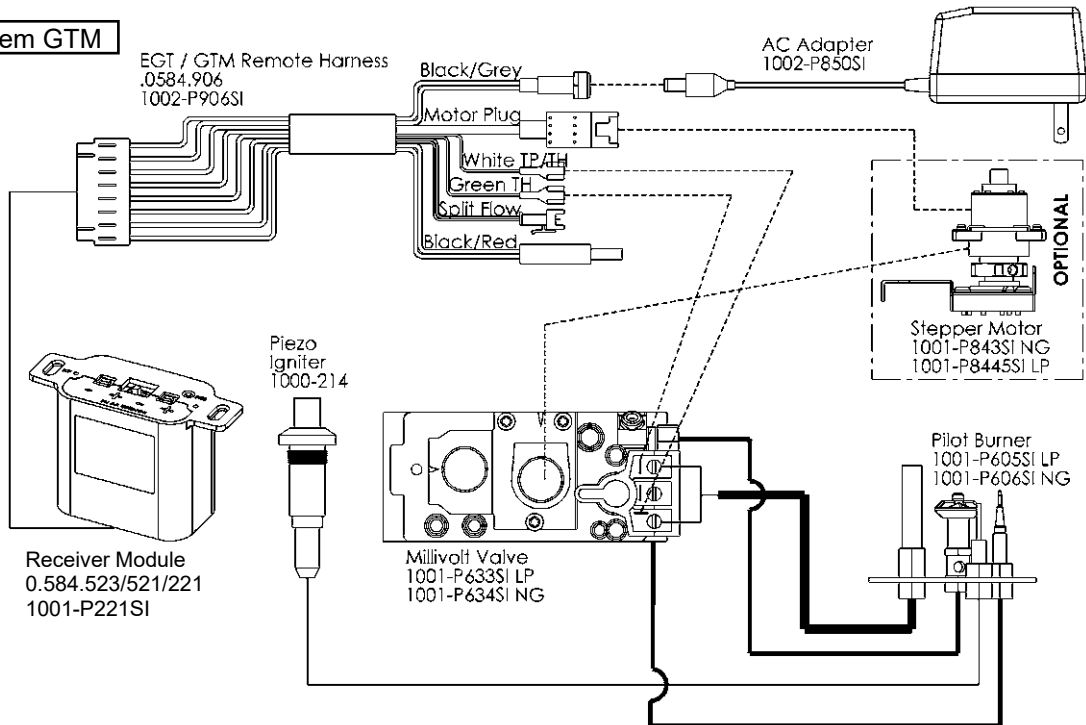 em GTM
EGT / GTM Remote Harness
.0584.906
1002-P906SI
Black/Grey
Motor Plug
White TP/TH
Green TH
Split Flow
Black/Red
AC Adapter
1002-P850SI
OPTIONAL
Stepper Motor
1001-P843SI NG
1001-P8445SI LP
Piezo
Igniter
1000-214
Receiver Module
0.584.523/521/221
1001-P221SI
Millivolt Valve
1001-P633SI LP
1001-P634SI NG
Pilot Burner
1001-P605SI LP
1001-P606SI NG